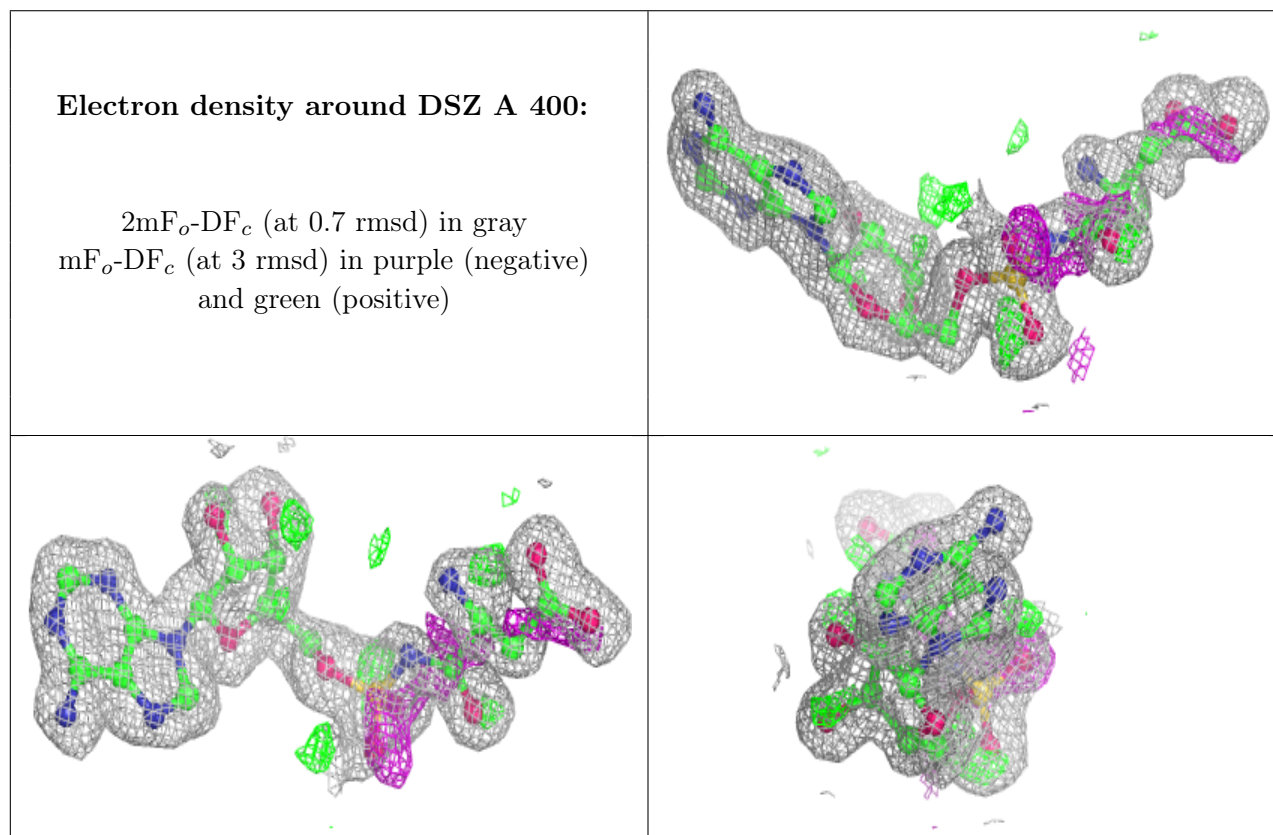 Electron density around DSZ A 400:
2mFo-DFc (at 0.7 rmsd) in gray
mFo-DFc (at 3 rmsd) in purple (negative)
and green (positive)